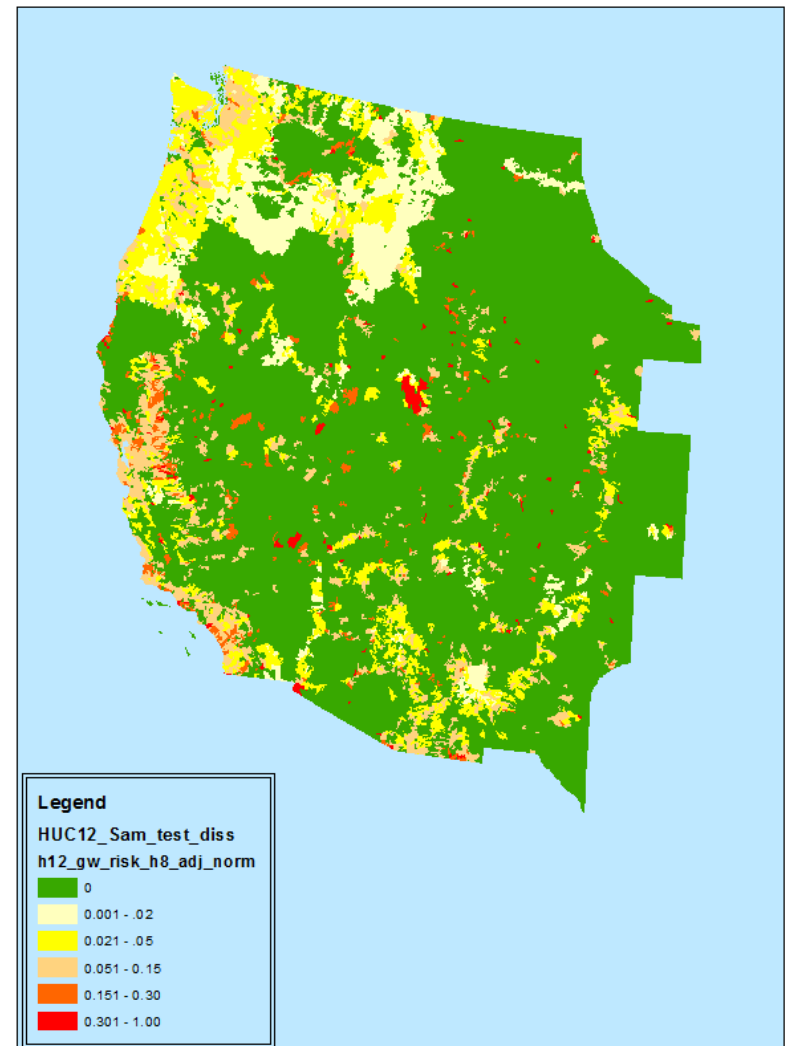 Legend
HUC12_Sam_test_diss
h12_gw_risk_h8_adj_norm
0
0.001 - .02
0.021 - .05
0.051 - 0.15
0.151 - 0.30
0.301 - 1.00